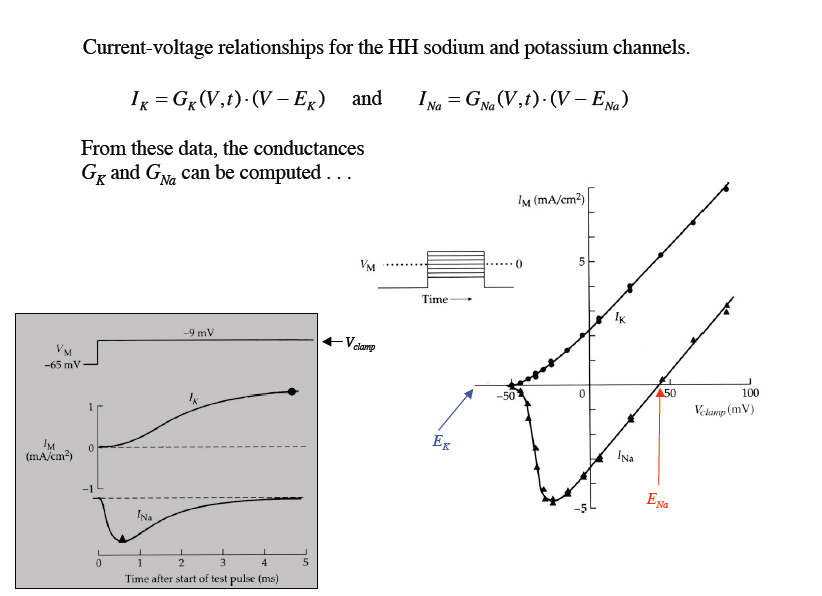 Current-voltage relationships for the HH sodium and potassium channels.
I_K = G_K(V,t)·(V − E_K) and I_Na = G_Na(V,t)·(V − E_Na)
From these data, the conductances
G_K and G_Na can be computed . . .
I_M (mA/cm²)
5
V_M
0
Time
I_K
−50
0
50
100
V_clamp (mV)
E_K
I_Na
E_Na
−5
−9 mV
V_clamp
V_M
−65 mV
I_K
1
I_M
(mA/cm²)
0
−1
I_Na
0 1 2 3 4 5
Time after start of test pulse (ms)